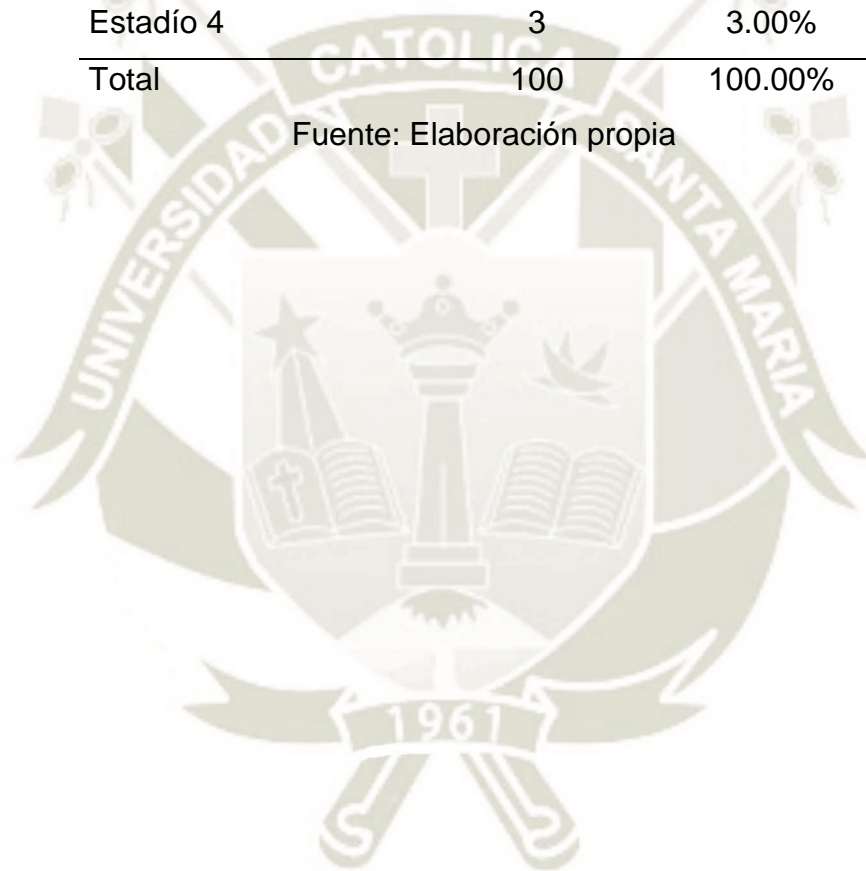 Estadío 4 3 3.00%
Total 100 100.00%
Fuente: Elaboración propia
UNIVERSIDAD CATOLICA SANTA MARIA
1961